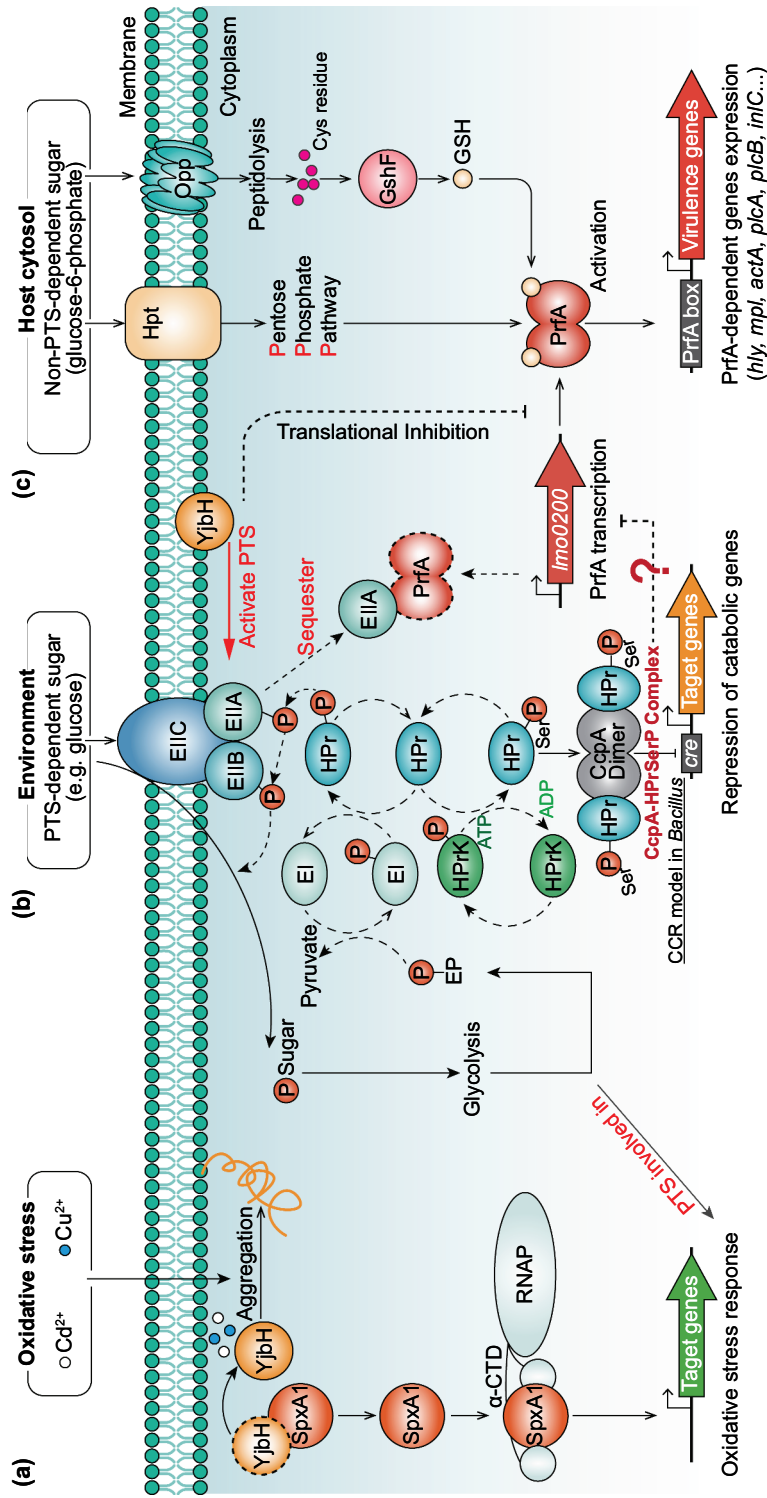 (a)
Oxidative stress
Cd2+
Cu2+
YjbH
SpxA1
YjbH
Aggregation
SpxA1
α-CTD
SpxA1
RNAP
Taget genes
Oxidative stress response
PTS involved in
(b)
Environment
PTS-dependent sugar
(e.g. glucose)
EIIC
EIIB
EIIA
P
P
YjbH
Activate PTS
Sequester
EIIA
PrfA
P Sugar
Glycolysis
Pyruvate
P
EP
EI
EI
P
HPr
P
HPr
HPr
P
Ser
HPrK
P
ATP
ADP
HPrK
P
Ser
HPr
CcpA
Dimer
HPr
P
Ser
CcpA-HPrSerP Complex
?
CCR model in Bacillus
cre
Taget genes
Repression of catabolic genes
lmo0200
PrfA transcription
Translational Inhibition
(c)
Host cytosol
Non-PTS-dependent sugar
(glucose-6-phosphate)
Membrane
Cytoplasm
Hpt
Opp
Pentose
Phosphate
Pathway
Peptidolysis
Cys residue
GshF
GSH
PrfA
Activation
PrfA box
Virulence genes
PrfA-dependent genes expression
(hly, mpl, actA, plcA, plcB, inlC...)